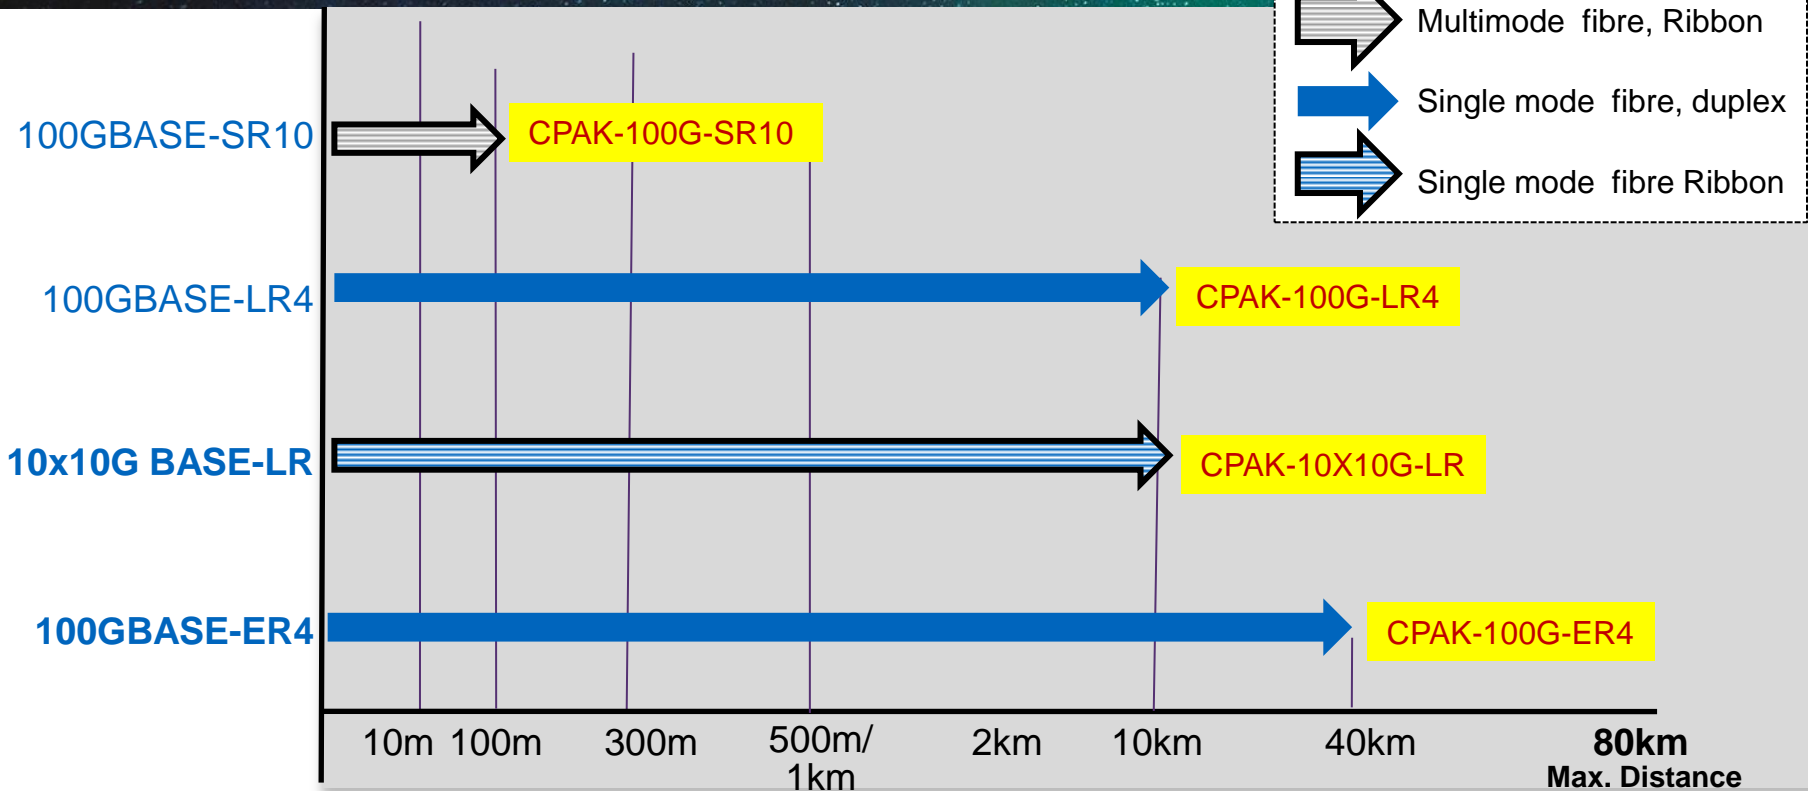 Multimode fibre, Ribbon
Single mode fibre, duplex
Single mode fibre Ribbon
100GBASE-SR10
CPAK-100G-SR10
100GBASE-LR4
CPAK-100G-LR4
10x10G BASE-LR
CPAK-10X10G-LR
100GBASE-ER4
CPAK-100G-ER4
10m 100m 300m 500m/ 2km 10km 40km 80km
1km Max. Distance